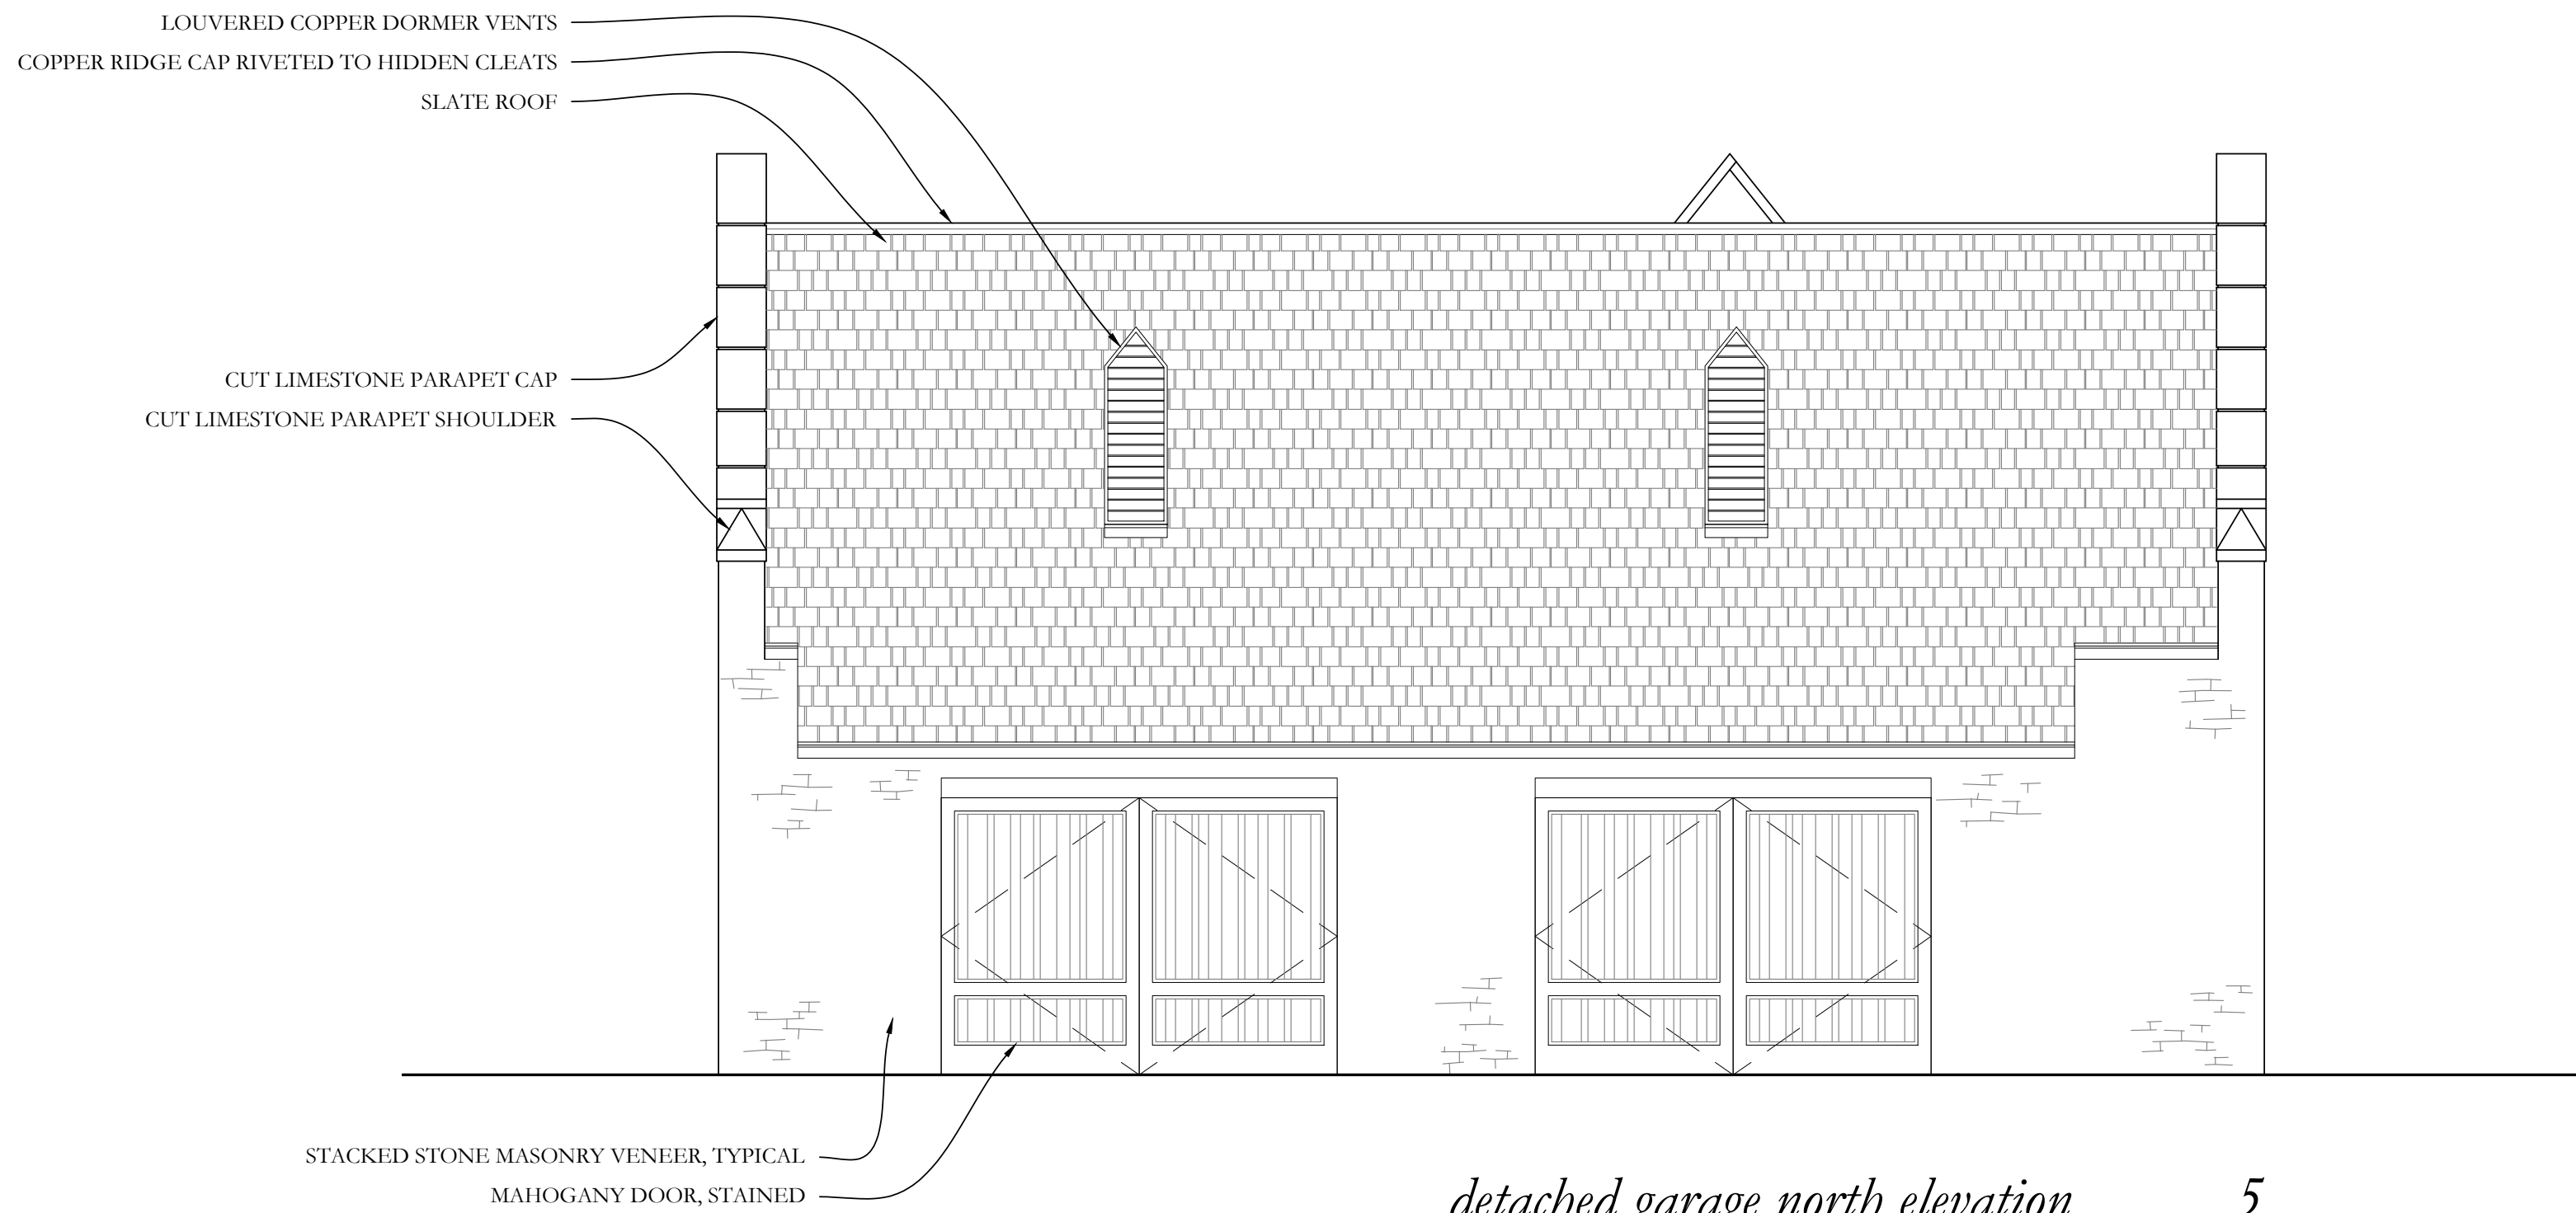 LOUVERED COPPER DORMER VENTS
COPPER RIDGE CAP RIVETED TO HIDDEN CLEATS
SLATE ROOF
CUT LIMESTONE PARAPET CAP
CUT LIMESTONE PARAPET SHOULDER
STACKED STONE MASONRY VENEER, TYPICAL
MAHOGANY DOOR, STAINED
detached garage north elevation 5